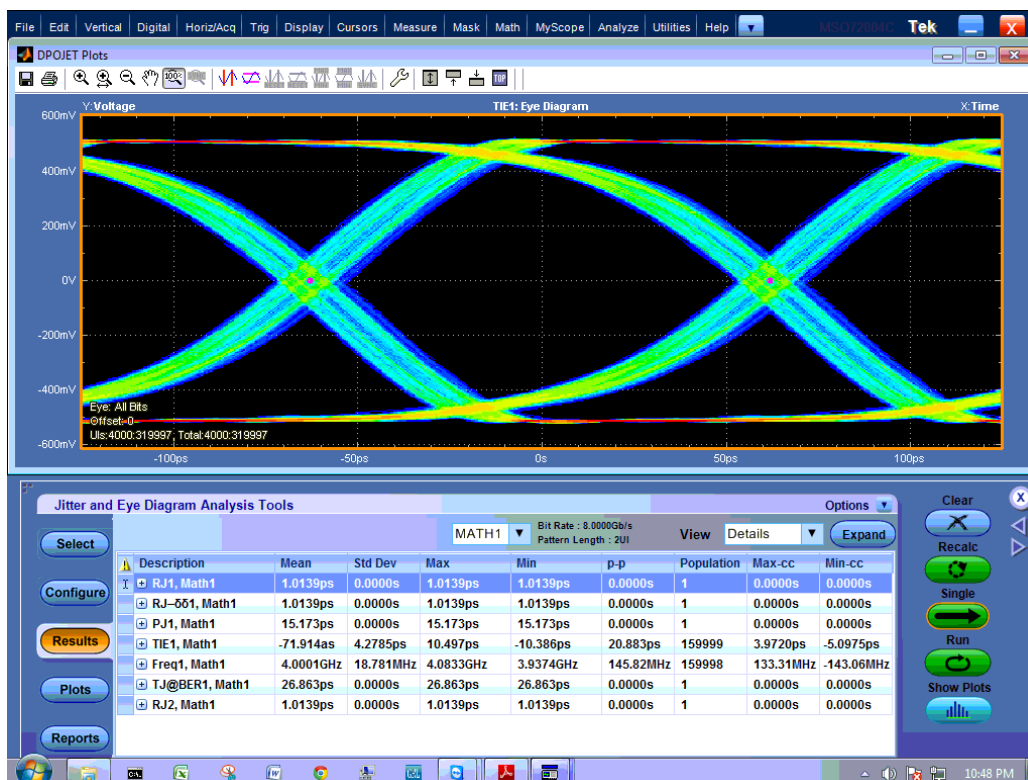 File Edit Vertical Digital Horiz/Acq Trig Display Cursors Measure Mask Math MyScope Analyze Utilities Help MSO72004C Tek X
DPOJET Plots
100% TOP
Y:Voltage TIE1: Eye Diagram X:Time
600mV
400mV
200mV
0V
-200mV
-400mV
-600mV
Eye: All Bits
Offset: 0
UIs:4000:319997, Total:4000:319997
-100ps -50ps 0s 50ps 100ps
Jitter and Eye Diagram Analysis Tools Options
Clear X
Select
MATH1 Bit Rate : 8.0000Gb/s
Pattern Length : 2UI
View Details Expand
Recalc
Description Mean Std Dev Max Min p-p Population Max-cc Min-cc
Configure
RJ1, Math1 1.0139ps 0.0000s 1.0139ps 1.0139ps 0.0000s 1 0.0000s 0.0000s
Single
RJ–δδ1, Math1 1.0139ps 0.0000s 1.0139ps 1.0139ps 0.0000s 1 0.0000s 0.0000s
PJ1, Math1 15.173ps 0.0000s 15.173ps 15.173ps 0.0000s 1 0.0000s 0.0000s
Results
TIE1, Math1 -71.914as 4.2785ps 10.497ps -10.386ps 20.883ps 159999 3.9720ps -5.0975ps
Run
Freq1, Math1 4.0001GHz 18.781MHz 4.0833GHz 3.9374GHz 145.82MHz 159998 133.31MHz -143.06MHz
Plots
TJ@BER1, Math1 26.863ps 0.0000s 26.863ps 26.863ps 0.0000s 1 0.0000s 0.0000s
Show Plots
RJ2, Math1 1.0139ps 0.0000s 1.0139ps 1.0139ps 0.0000s 1 0.0000s 0.0000s
Reports
10:48 PM